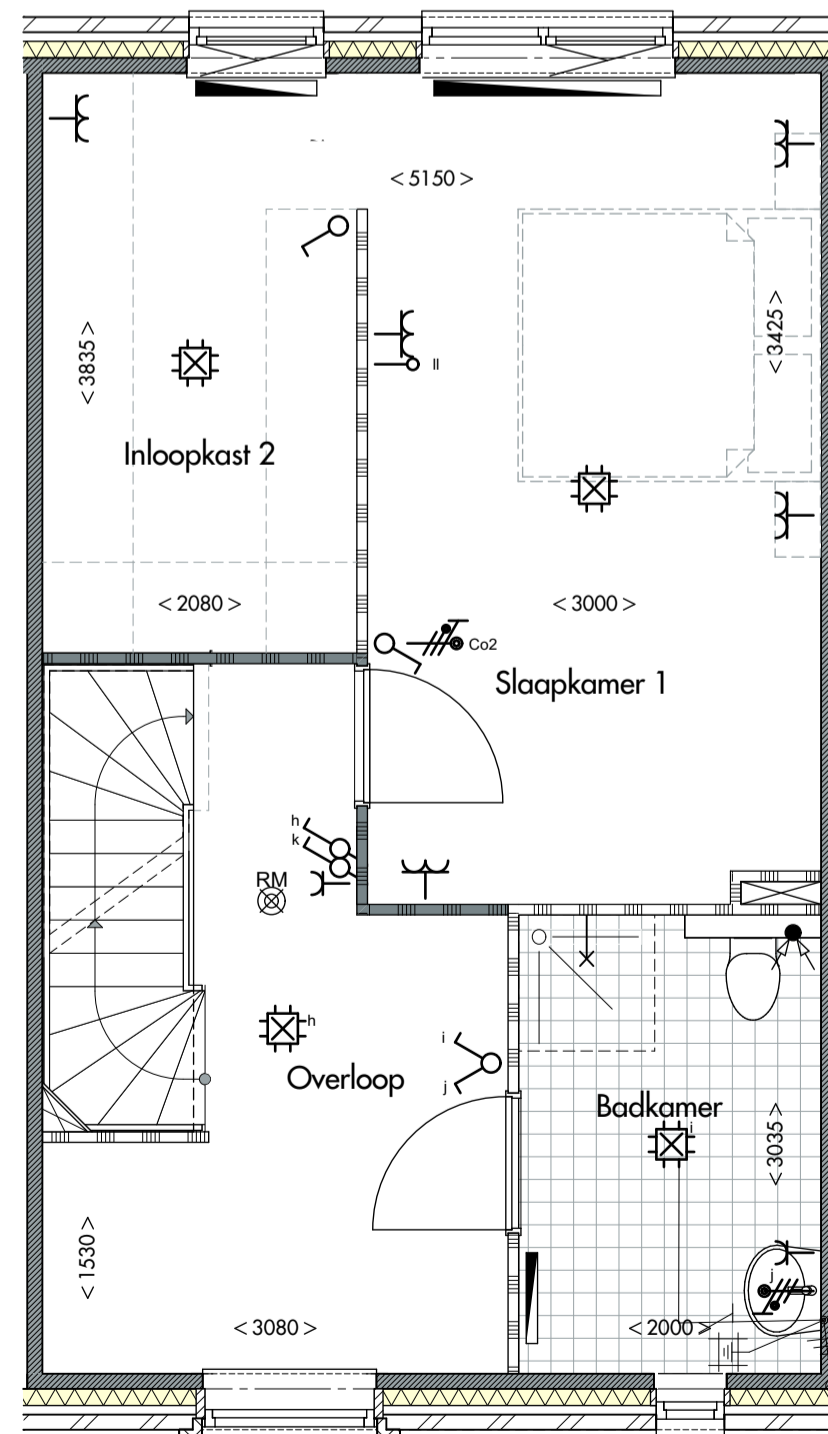 < 5150 >
< 3835 >
< 3425 >
II
Inloopkast 2
< 2080 >
< 3000 >
Co2
Slaapkamer 1
h
k
RM
h
i
j
Overloop
Badkamer
i
< 3035 >
< 1530 >
j
< 3080 >
< 2000 >